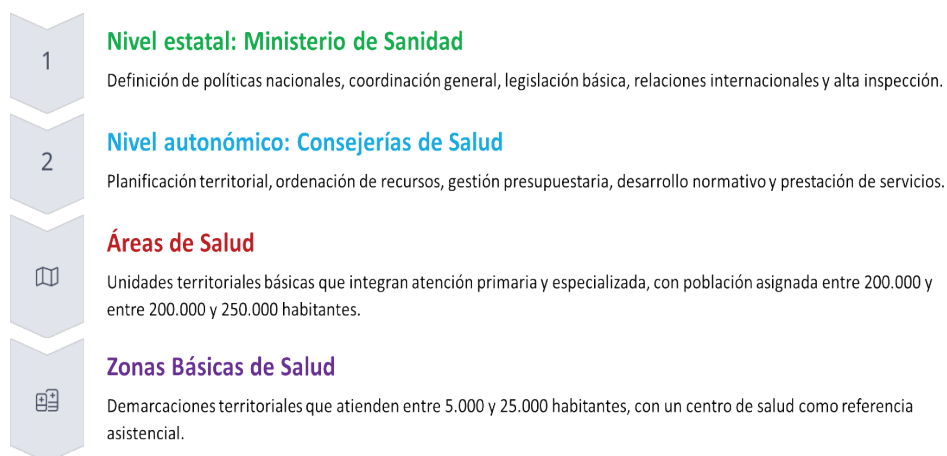 1
Nivel estatal: Ministerio de Sanidad
Definición de políticas nacionales, coordinación general, legislación básica, relaciones internacionales y alta inspección.
2
Nivel autonómico: Consejerías de Salud
Planificación territorial, ordenación de recursos, gestión presupuestaria, desarrollo normativo y prestación de servicios.
Áreas de Salud
Unidades territoriales básicas que integran atención primaria y especializada, con población asignada entre 200.000 y
entre 200.000 y 250.000 habitantes.
Zonas Básicas de Salud
Demarcaciones territoriales que atienden entre 5.000 y 25.000 habitantes, con un centro de salud como referencia
asistencial.